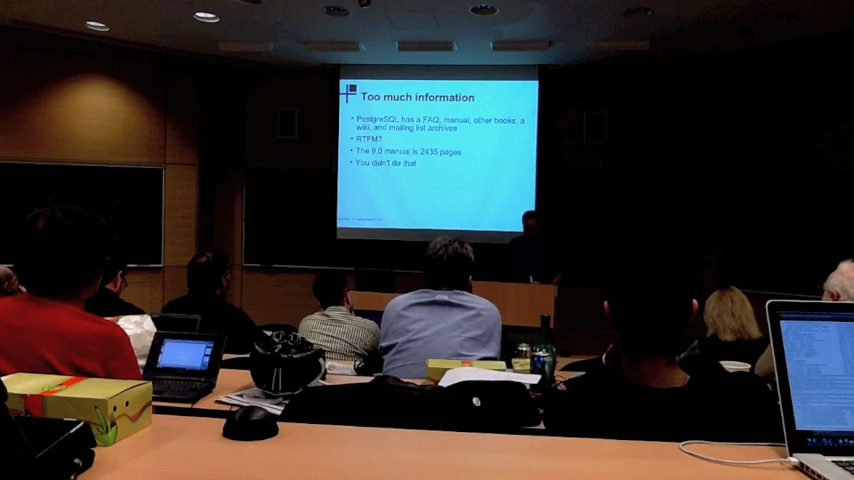 Too much information
• PostgreSQL has a FAQ, manual, other books, a
wiki, and mailing list archives
• RTFM?
• The 9.0 manual is 2435 pages
• You didn't do that